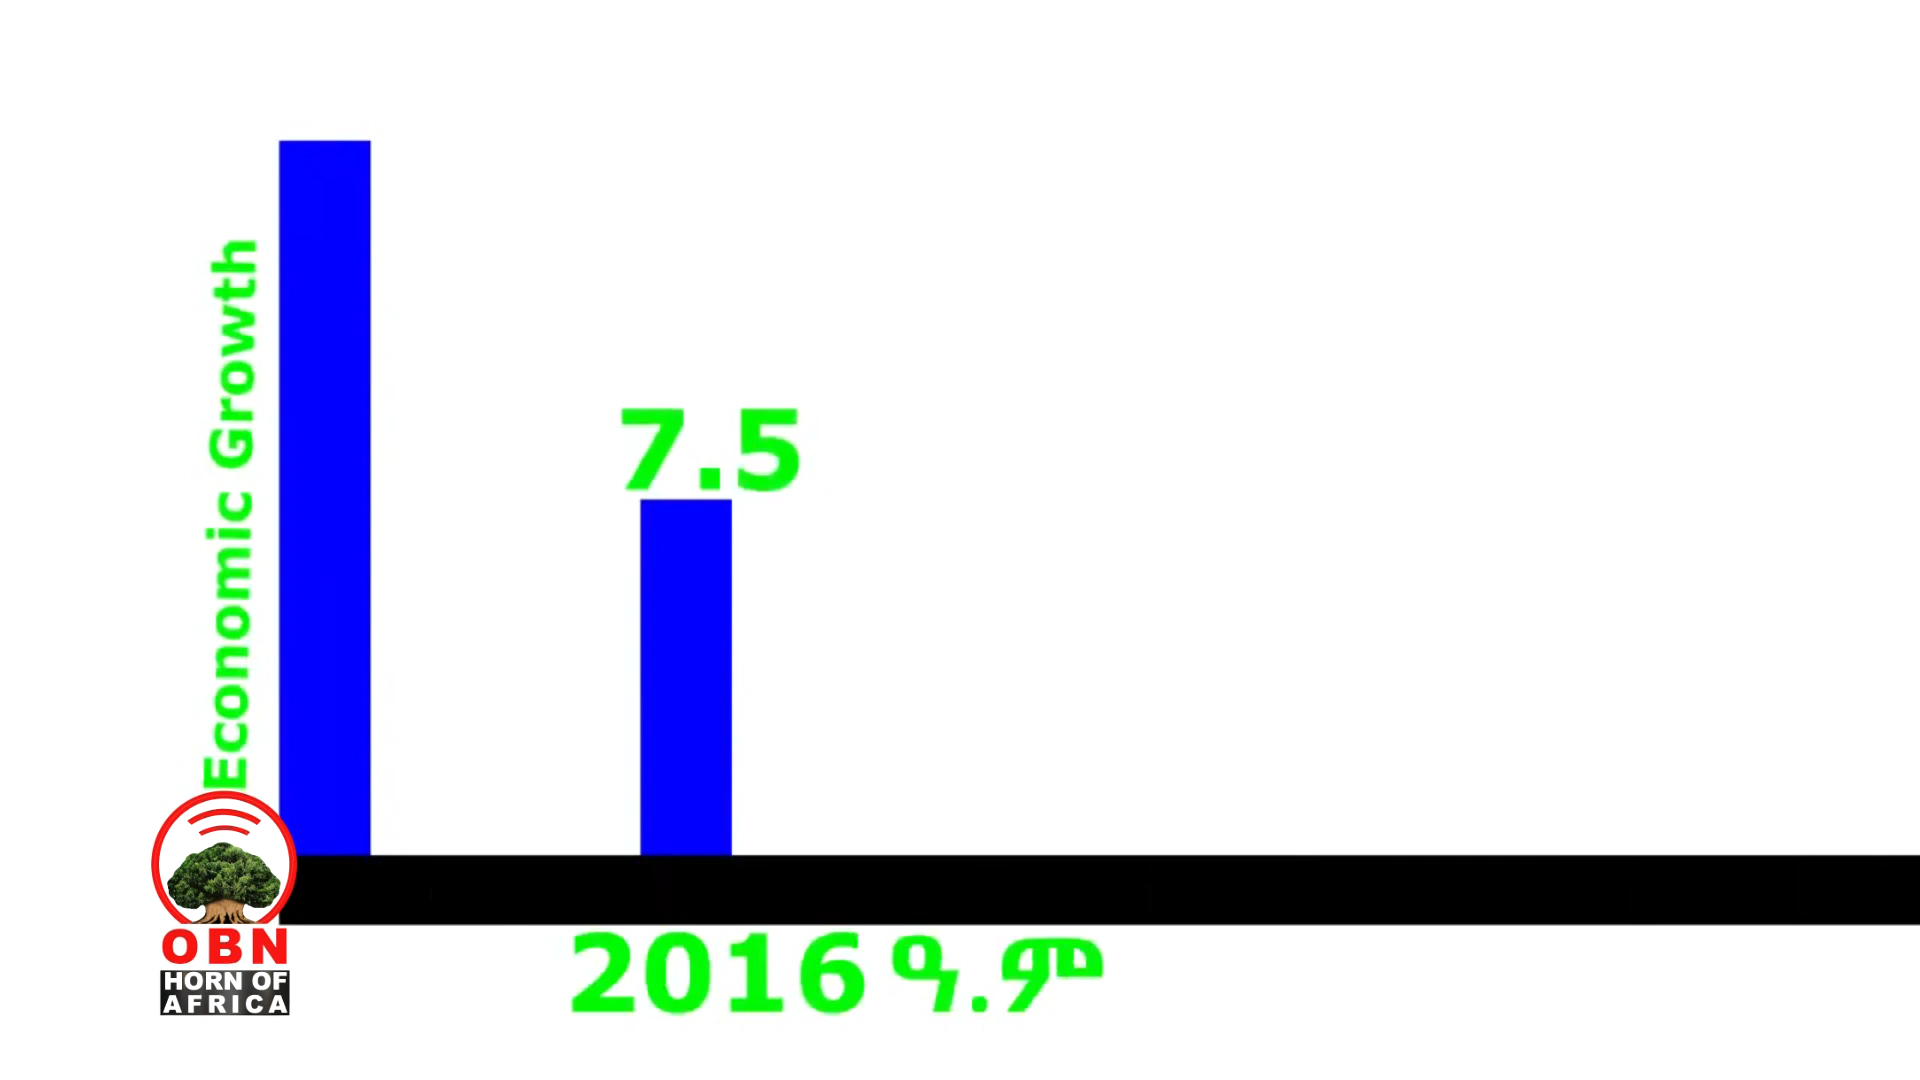 Economic Growth
7.5
2016 ዓ.ም
OBN
HORN OF
AFRICA